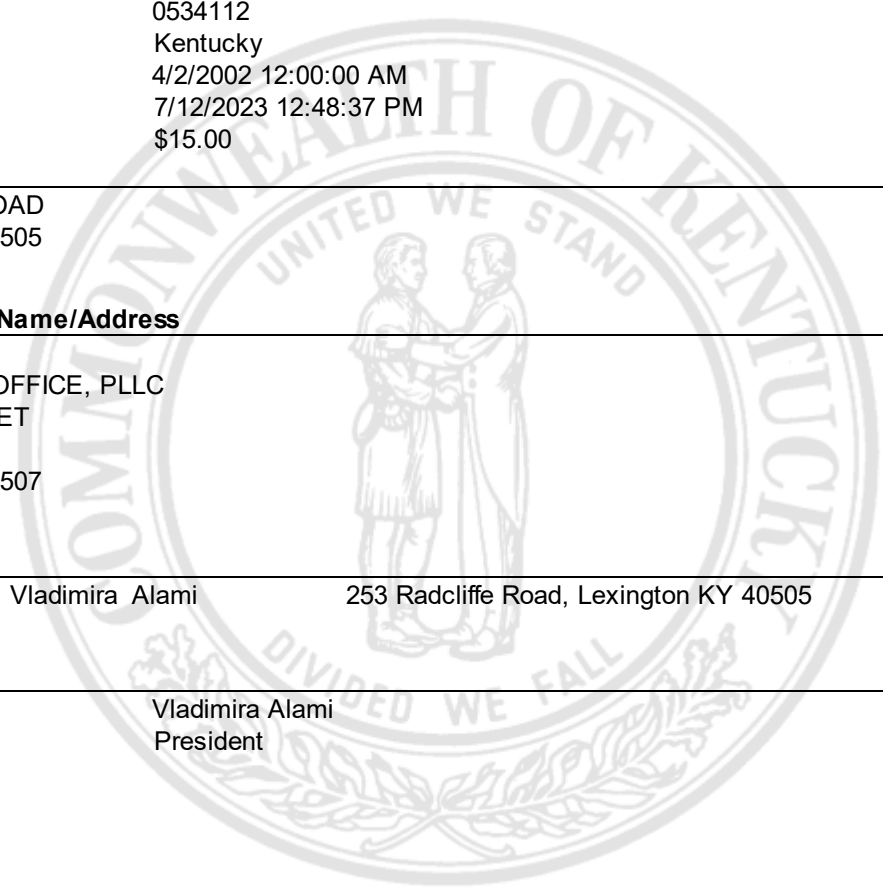 0534112
Kentucky
4/2/2002 12:00:00 AM
7/12/2023 12:48:37 PM
$15.00
OAD
505
Name/Address
OFFICE, PLLC
ET
507
Vladimira Alami 253 Radcliffe Road, Lexington KY 40505
Vladimira Alami
President
COMMONWEALTH OF KENTUCKY
UNITED WE STAND
DIVIDED WE FALL